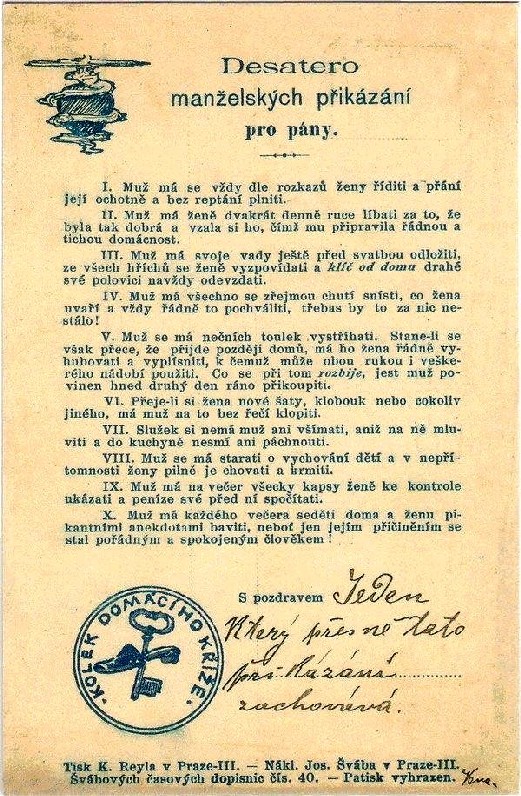 Desatero
manželských přikázání
pro pány.
I. Muž má se vždy dle rozkazů ženy říditi a přání
její ochotně a bez reptání plniti.
II. Muž má ženě dvakrát denně ruce líbati za to, že
byla tak dobrá a vzala si ho, čímž mu připravila řádnou a
tichou domácnost.
III. Muž má svoje vady ještě před svatbou odložiti,
ze všech hříchů se ženě vyzpovídati a klíč od domu drahé
své polovici navždy odevzdati.
IV. Muž má všechno se zřejmou chutí snísti, co žena
uvaří a vždy řádně to pochváliti, třebas by to za nic ne-
stálo!
V. Muž se má nočních toulek vystříhati. Stane-li se
však přece, že přijde později domů, má ho žena řádně vy-
hubovati a vyplísniti, k čemuž může uhou rukou i veške-
rého nádobí použíti. Co se při tom rozbije, jest muž po-
vinen hned druhý den ráno přikoupiti.
VI. Přeje-li si žena nové šaty, klobouk nebo cokoliv
jiného, má muž na to bez řečí klopiti.
VII. Služek si nemá muž ani všímati, aniž na ně mlu-
viti a do kuchyně nesmí ani páchnouti.
VIII. Muž se má starati o vychování dětí a v nepří-
tomnosti ženy pilně je chovati a krmiti.
IX. Muž má na večer všecky kapsy ženě ke kontrole
ukázati a peníze své před ní spočítati.
X. Muž má každého večera seděti doma a ženu pi-
kantními anekdotami baviti, neboť jen jejím přičiněním se
stal pořádným a spokojeným člověkem!
KOLEK DOMÁCÍHO KŘÍŽE.
S pozdravem Jeden
Který přesně tato
přikázání
zachovává.
Tisk K. Reyla v Praze-III. — Nákl. Jos. Švába v Praze-III.
Švábových časových dopisnic čís. 40. — Patisk vyhrazen.